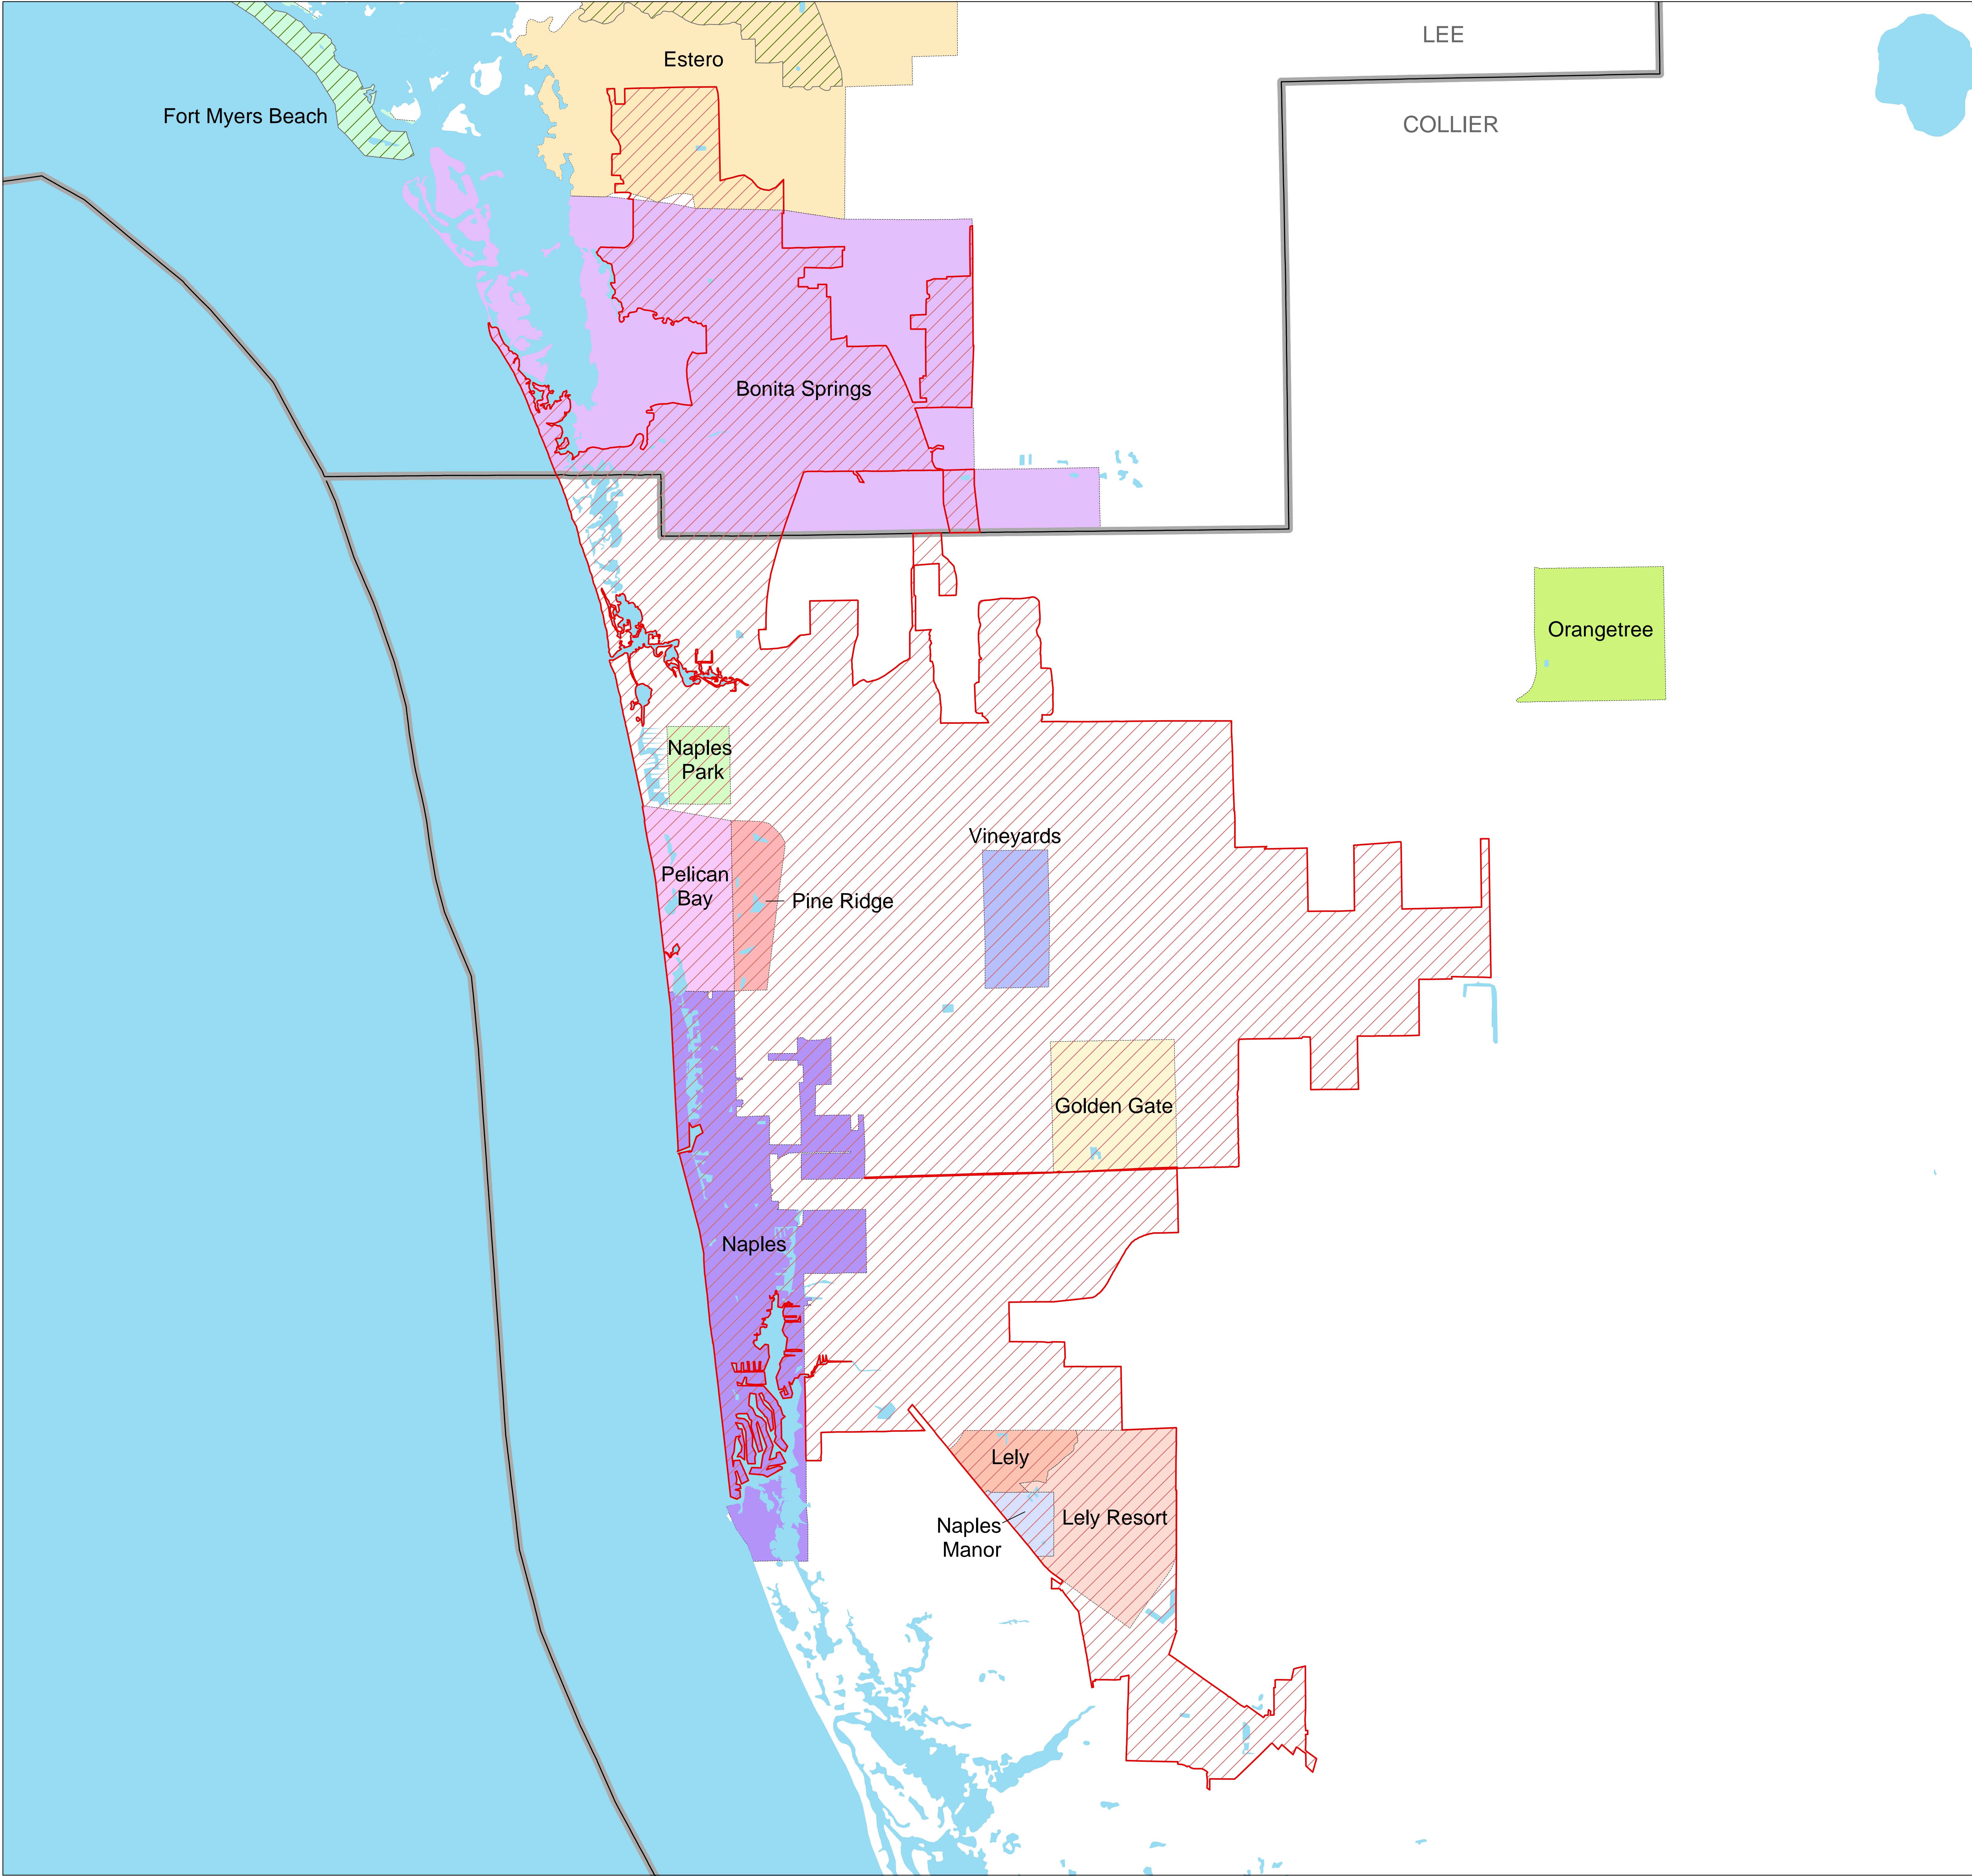 LEE
Estero
Fort Myers Beach
COLLIER
Bonita Springs
Orangetree
Naples
Park
Vineyards
Pelican
Bay
Pine Ridge
Golden Gate
Naples
Lely
Lely Resort
Naples
Manor